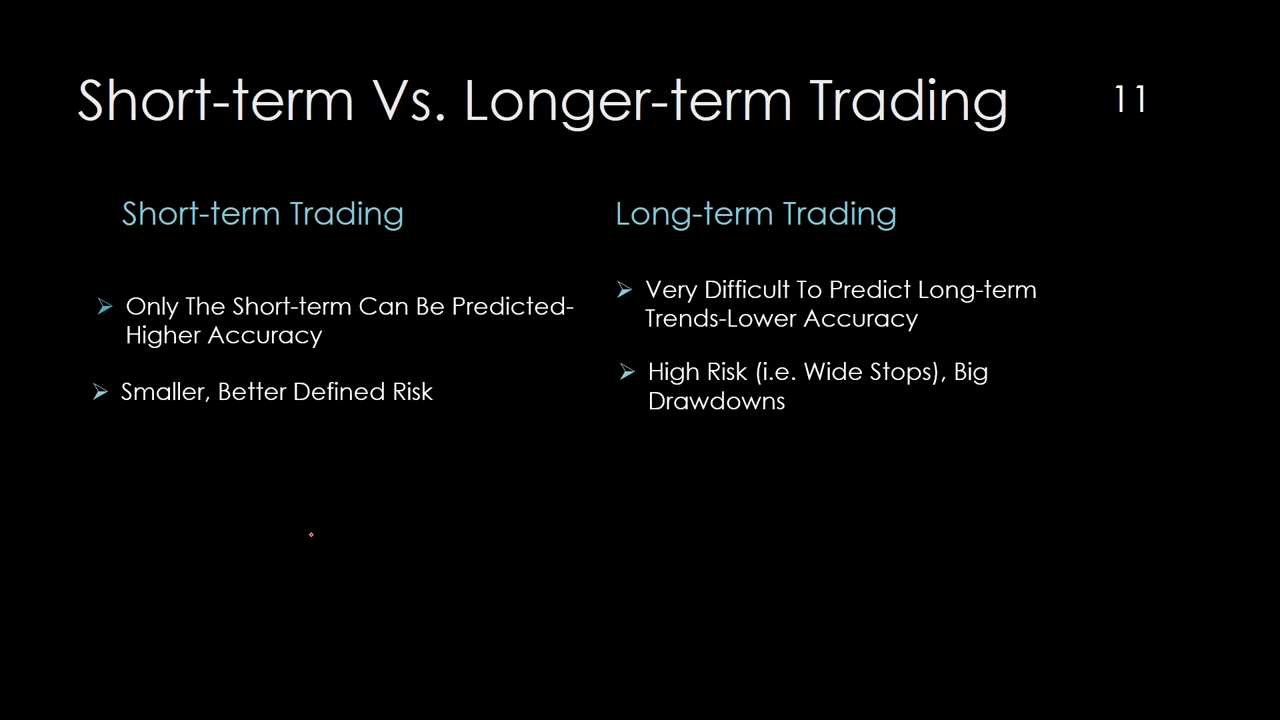 Short-term Vs. Longer-term Trading
11
Short-term Trading
Only The Short-term Can Be Predicted-
Higher Accuracy
Smaller, Better Defined Risk
Long-term Trading
Very Difficult To Predict Long-term
Trends-Lower Accuracy
High Risk (i.e. Wide Stops), Big
Drawdowns